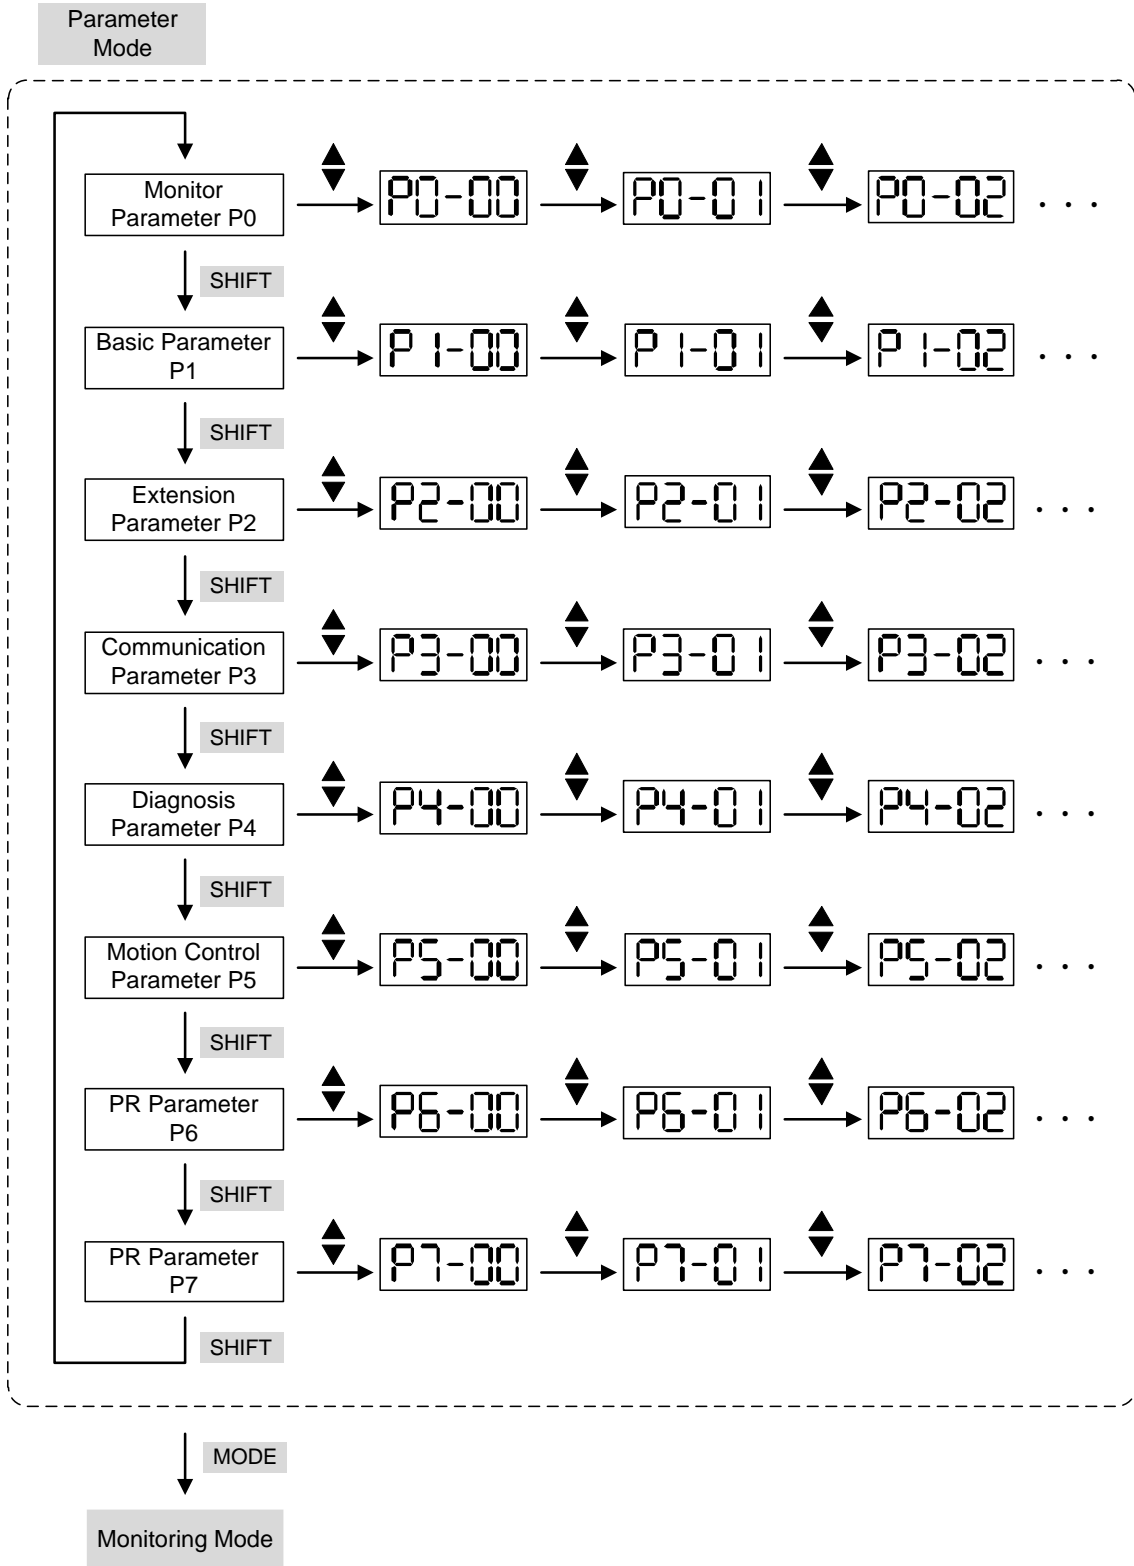 Parameter
Mode
Monitor
Parameter P0
P0-00
P0-01
P0-02
. . .
SHIFT
Basic Parameter
P1
P1-00
P1-01
P1-02
. . .
SHIFT
Extension
Parameter P2
P2-00
P2-01
P2-02
. . .
SHIFT
Communication
Parameter P3
P3-00
P3-01
P3-02
. . .
SHIFT
Diagnosis
Parameter P4
P4-00
P4-01
P4-02
. . .
SHIFT
Motion Control
Parameter P5
P5-00
P5-01
P5-02
. . .
SHIFT
PR Parameter
P6
P6-00
P6-01
P6-02
. . .
SHIFT
PR Parameter
P7
P7-00
P7-01
P7-02
. . .
SHIFT
MODE
Monitoring Mode